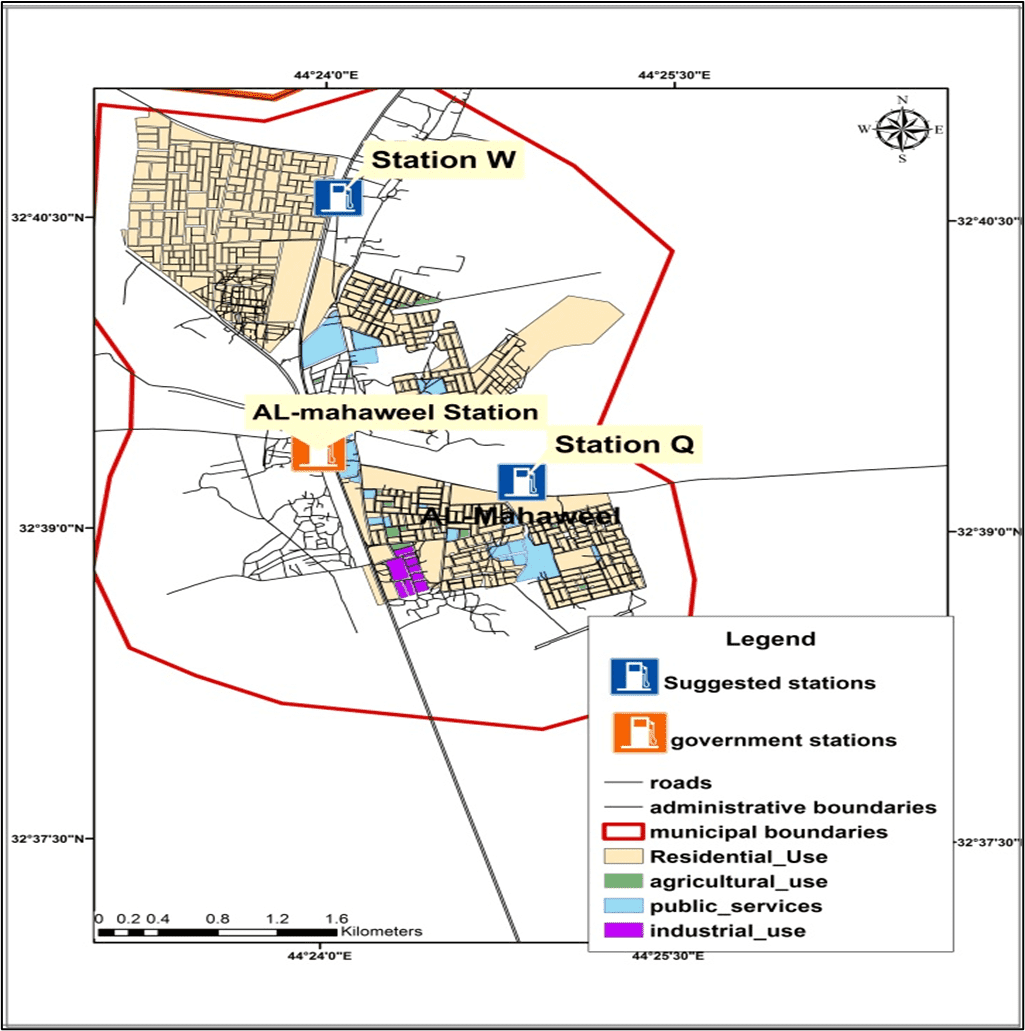 44°24'0"E 44°25'30"E
N
W E
S
Station W
32°40'30"N 32°40'30"N
AL-mahaweel Station
Station Q
AL-Mahaweel
32°39'0"N 32°39'0"N
Legend
Suggested stations
government stations
roads
administrative boundaries
municipal boundaries
Residential_Use
agricultural_use
public_services
industrial_use
32°37'30"N 32°37'30"N
0 0.2 0.4 0.8 1.2 1.6
Kilometers
44°24'0"E 44°25'30"E